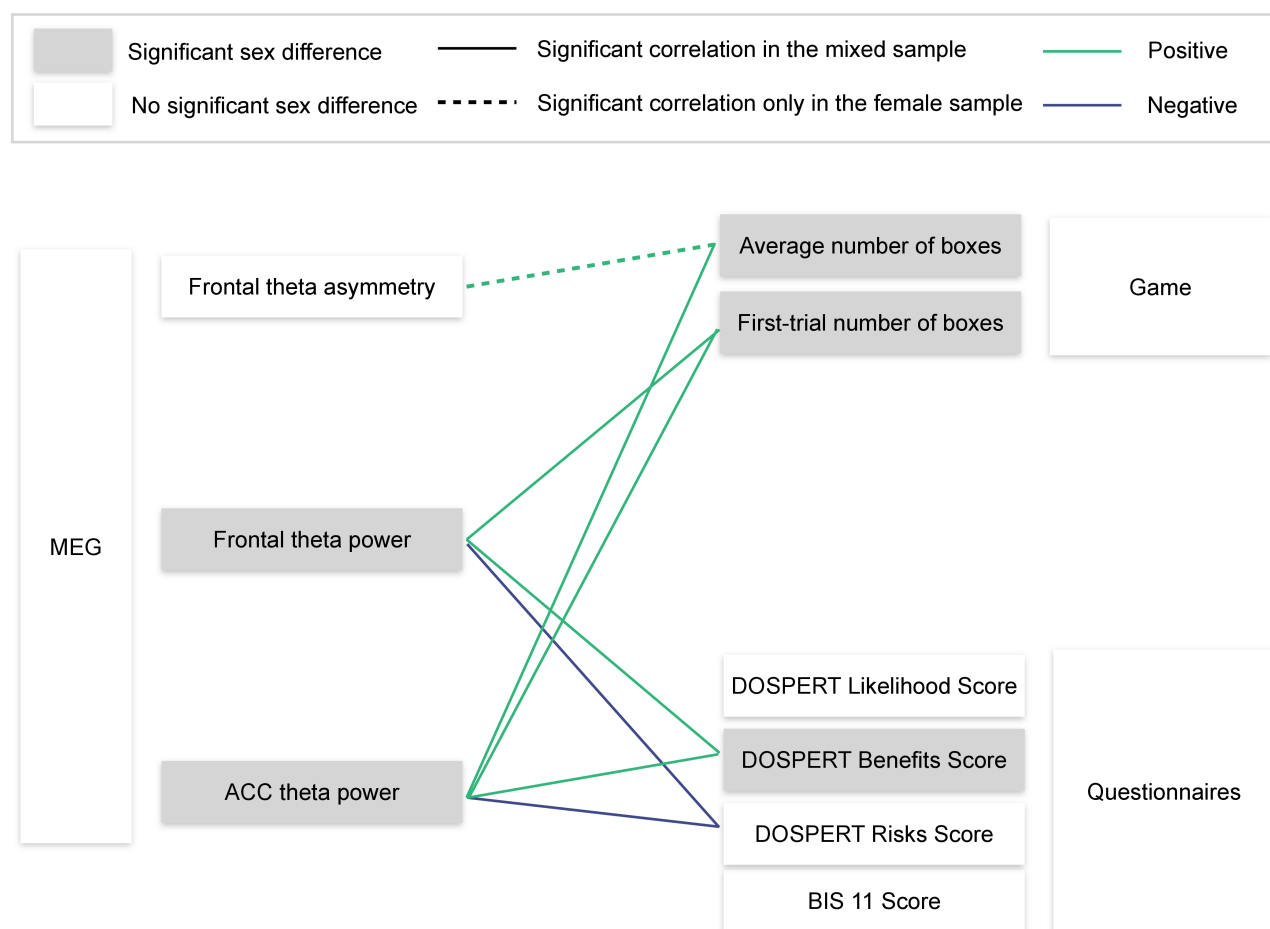 Significant sex difference
Significant correlation in the mixed sample
Positive
No significant sex difference
Significant correlation only in the female sample
Negative
MEG
Frontal theta asymmetry
Frontal theta power
ACC theta power
Average number of boxes
First-trial number of boxes
Game
DOSPERT Likelihood Score
DOSPERT Benefits Score
DOSPERT Risks Score
BIS 11 Score
Questionnaires